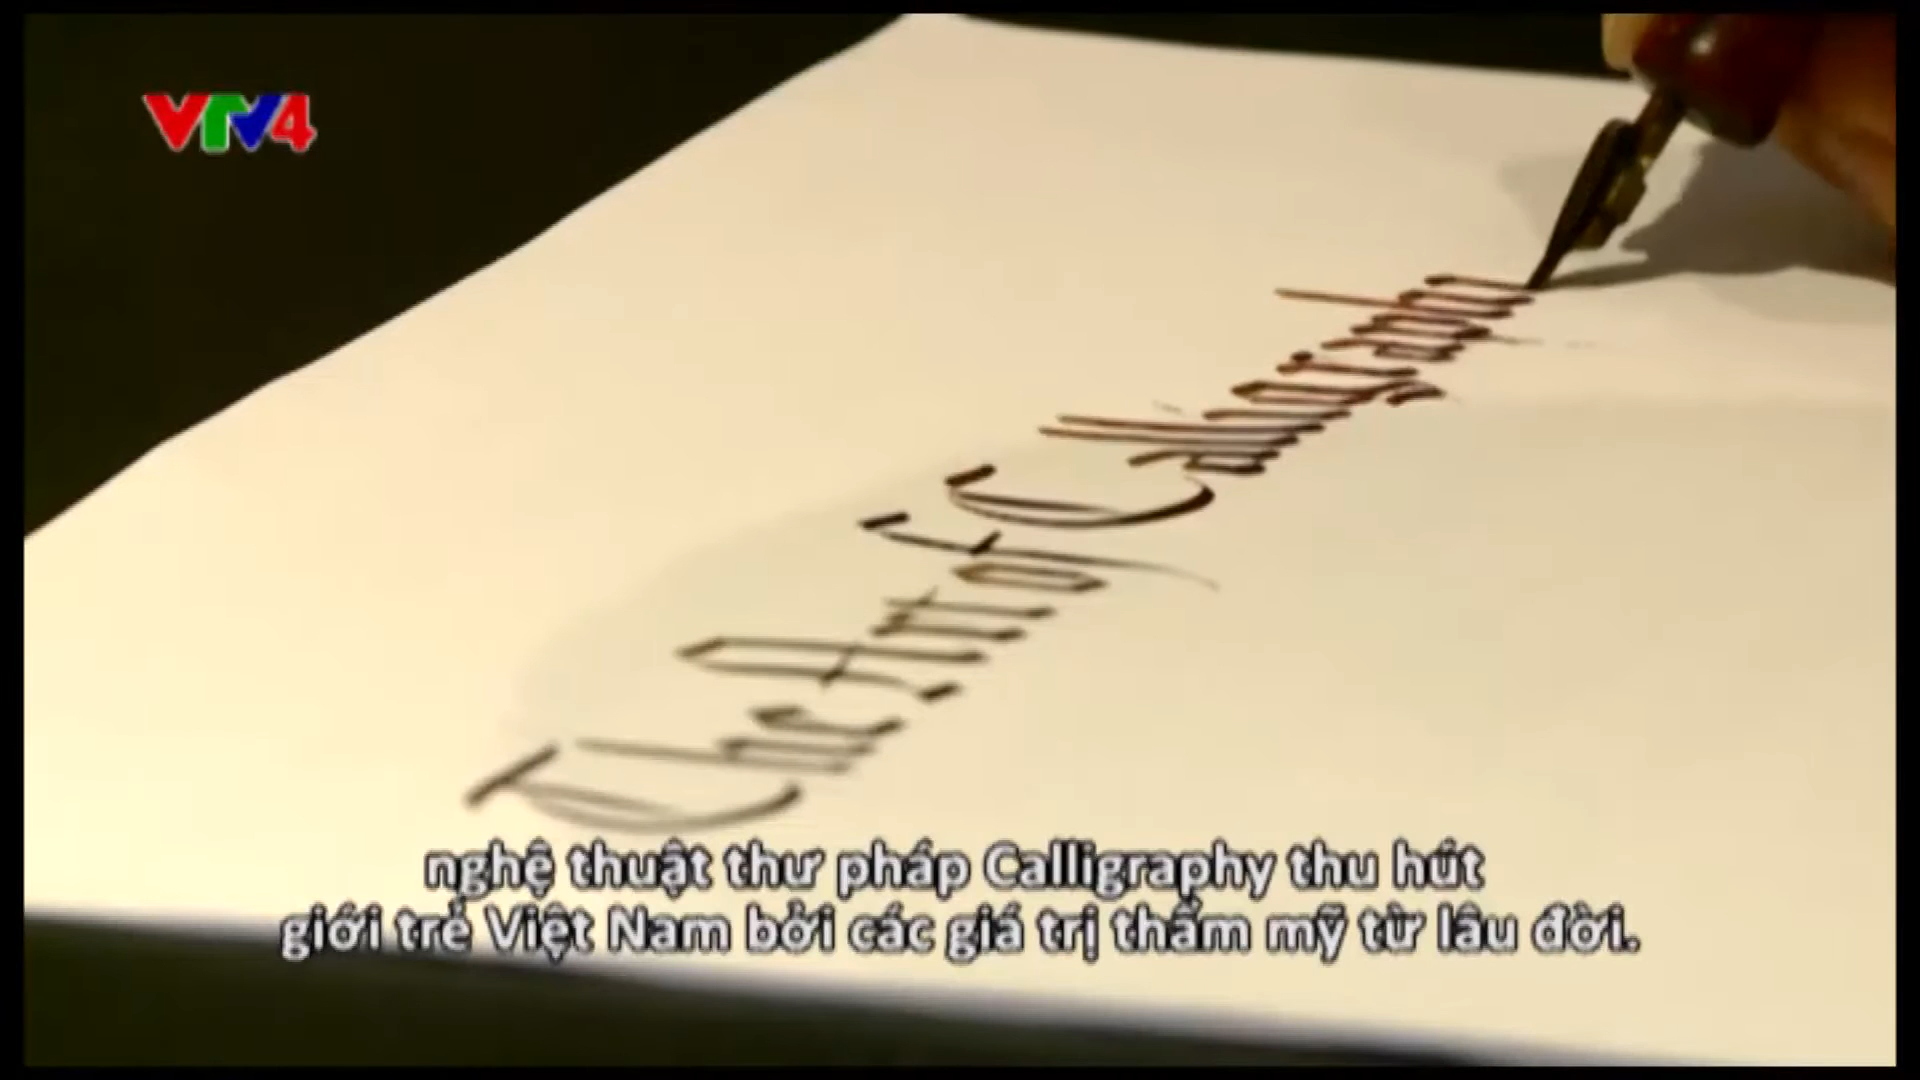 VTV4
The Art of Calligraph
nghệ thuật thư pháp Calligraphy thu hút
giới trẻ Việt Nam bởi các giá trị thẩm mỹ từ lâu đời.